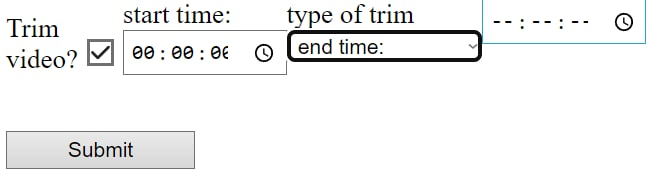 Trim video?
start time:
00:00:00
type of trim
end time:
--:--:--
Submit